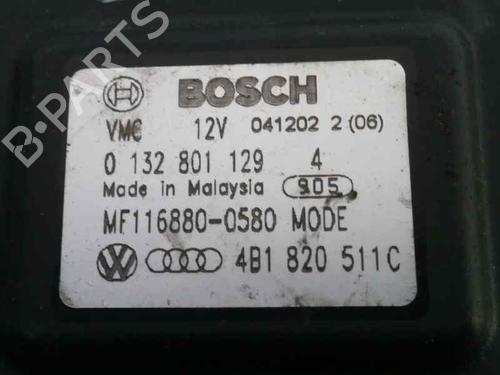 BOSCH
VMC 12V 041202 2 (06)
0 132 801 129 4
Made in Malaysia 905
MF116880-0580 MODE
4B1 820 511C
B-PARTS